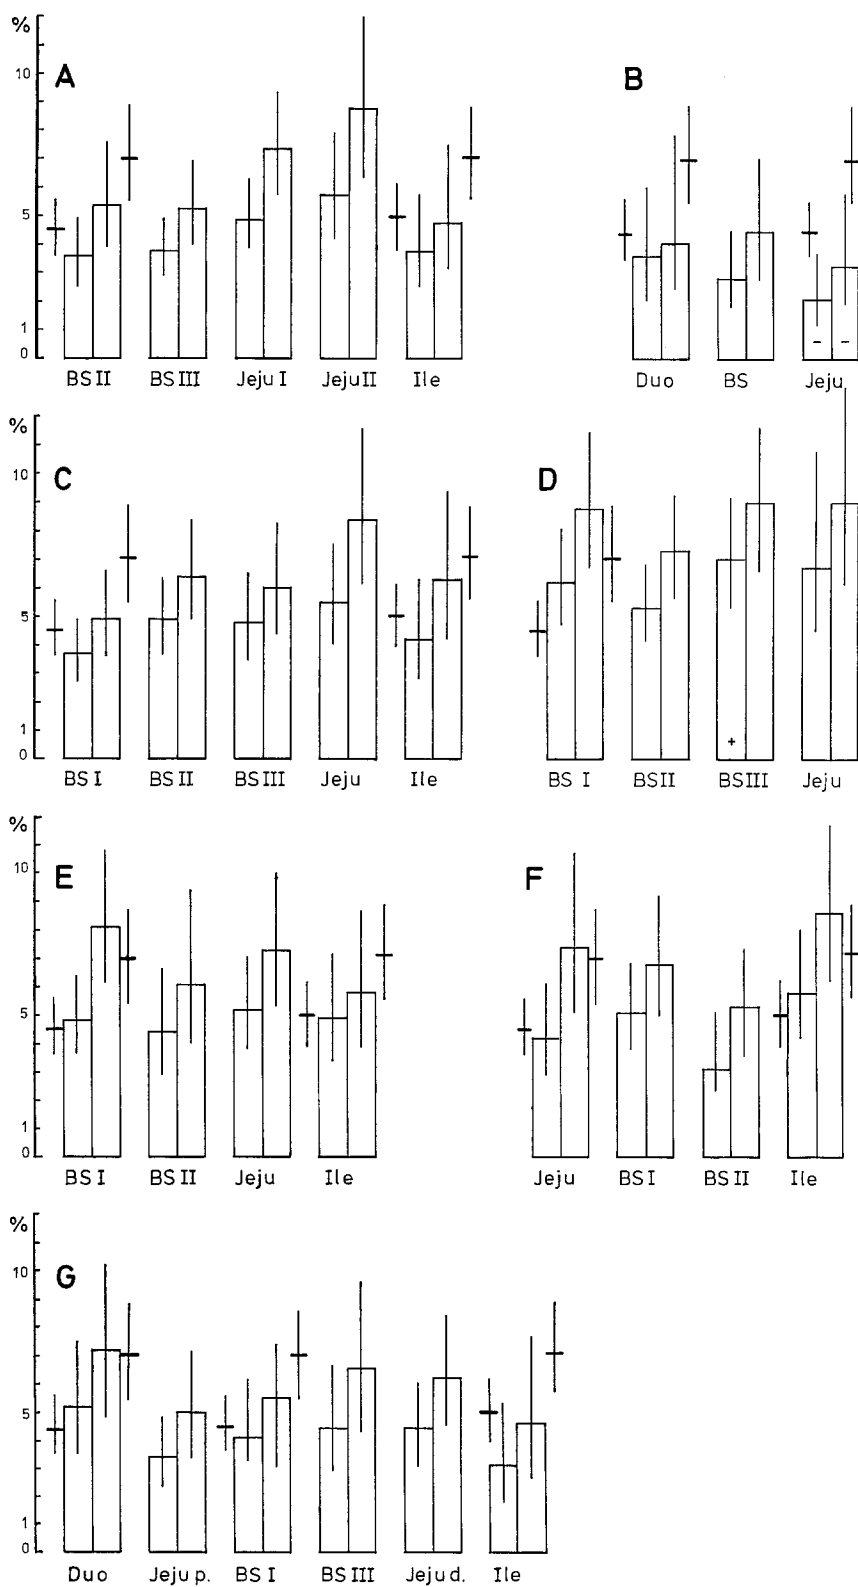 %
A
B
10
5
1
0
BS II
BS III
Jeju I
Jeju II
Ile
Duo
BS
Jeju
- -
%
C
D
10
5
1
0
+
BS I
BS II
BS III
Jeju
Ile
BS I
BS II
BS III
Jeju
%
E
F
10
5
1
0
BS I
BS II
Jeju
Ile
Jeju
BS I
BS II
Ile
%
G
10
5
1
0
Duo
Jeju p.
BS I
BS III
Jeju d.
Ile